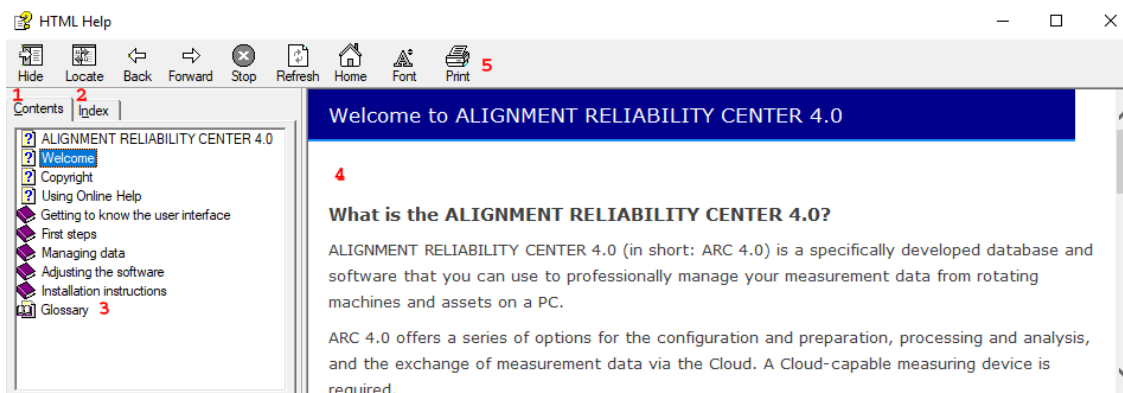 HTML Help
Hide Locate Back Forward Stop Refresh Home Font Print 5
1 2
Contents Index
ALIGNMENT RELIABILITY CENTER 4.0
Welcome
Copyright
Using Online Help
Getting to know the user interface
First steps
Managing data
Adjusting the software
Installation instructions
Glossary 3
Welcome to ALIGNMENT RELIABILITY CENTER 4.0
4
What is the ALIGNMENT RELIABILITY CENTER 4.0?
ALIGNMENT RELIABILITY CENTER 4.0 (in short: ARC 4.0) is a specifically developed database and
software that you can use to professionally manage your measurement data from rotating
machines and assets on a PC.
ARC 4.0 offers a series of options for the configuration and preparation, processing and analysis,
and the exchange of measurement data via the Cloud. A Cloud-capable measuring device is
required.